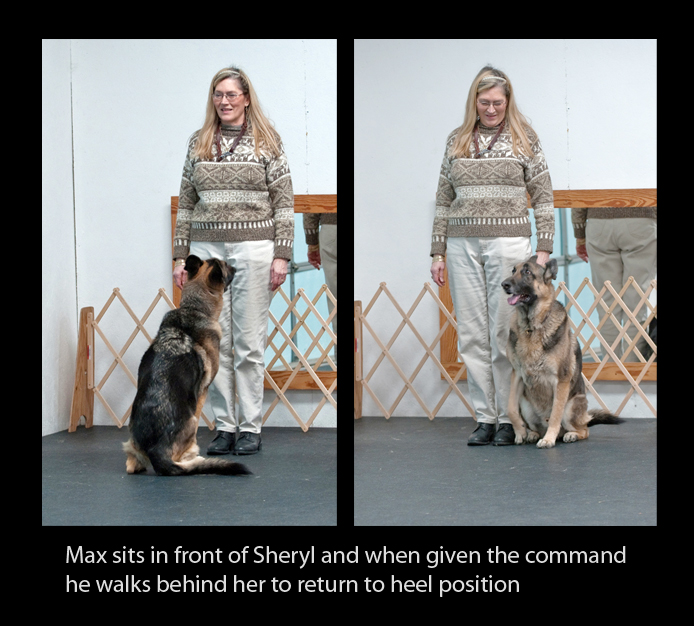 Max sits in front of Sheryl and when given the command
he walks behind her to return to heel position